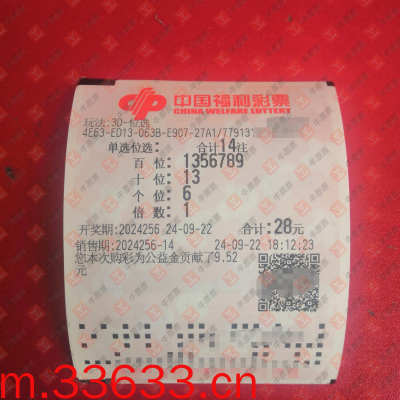 中国福利彩票
CHINA WELFARE LOTTERY
玩法:3D-位选
4E63-ED13-063B-E907-27A1/779131
单选位选: 合计14注
百 位: 1356789
十 位: 13
个 位: 6
倍 数: 1
开奖期:2024256 24-09-22 合计:28元
销售期:2024256-14 24-09-22 18:12:23
您本次购彩为公益金贡献了9.52
元
m.33633.cn